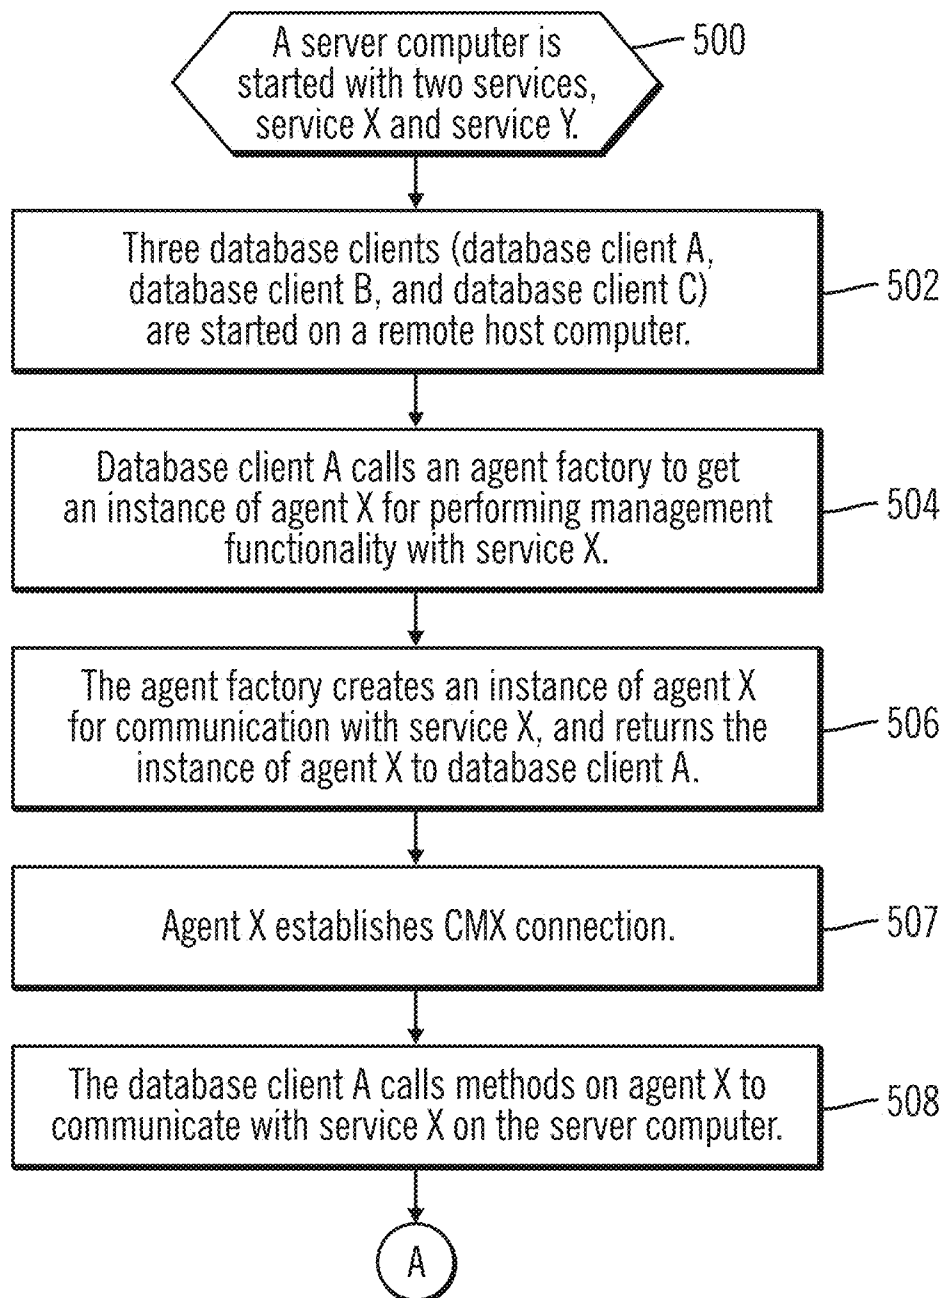 A server computer is
started with two services,
service X and service Y.
500
Three database clients (database client A,
database client B, and database client C)
are started on a remote host computer.
502
Database client A calls an agent factory to get
an instance of agent X for performing management
functionality with service X.
504
The agent factory creates an instance of agent X
for communication with service X, and returns the
instance of agent X to database client A.
506
Agent X establishes CMX connection.
507
The database client A calls methods on agent X to
communicate with service X on the server computer.
508
A